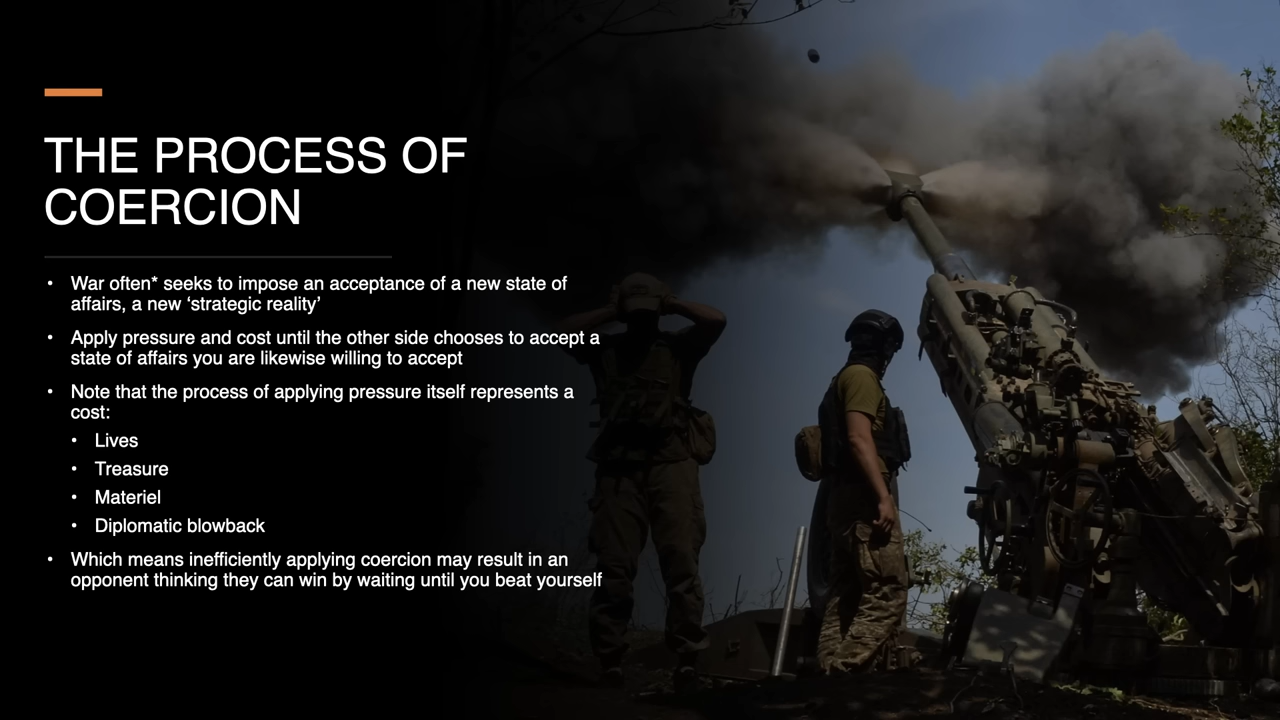 THE PROCESS OF
COERCION
• War often* seeks to impose an acceptance of a new state of
affairs, a new ‘strategic reality’
• Apply pressure and cost until the other side chooses to accept a
state of affairs you are likewise willing to accept
• Note that the process of applying pressure itself represents a
cost:
• Lives
• Treasure
• Materiel
• Diplomatic blowback
• Which means inefficiently applying coercion may result in an
opponent thinking they can win by waiting until you beat yourself